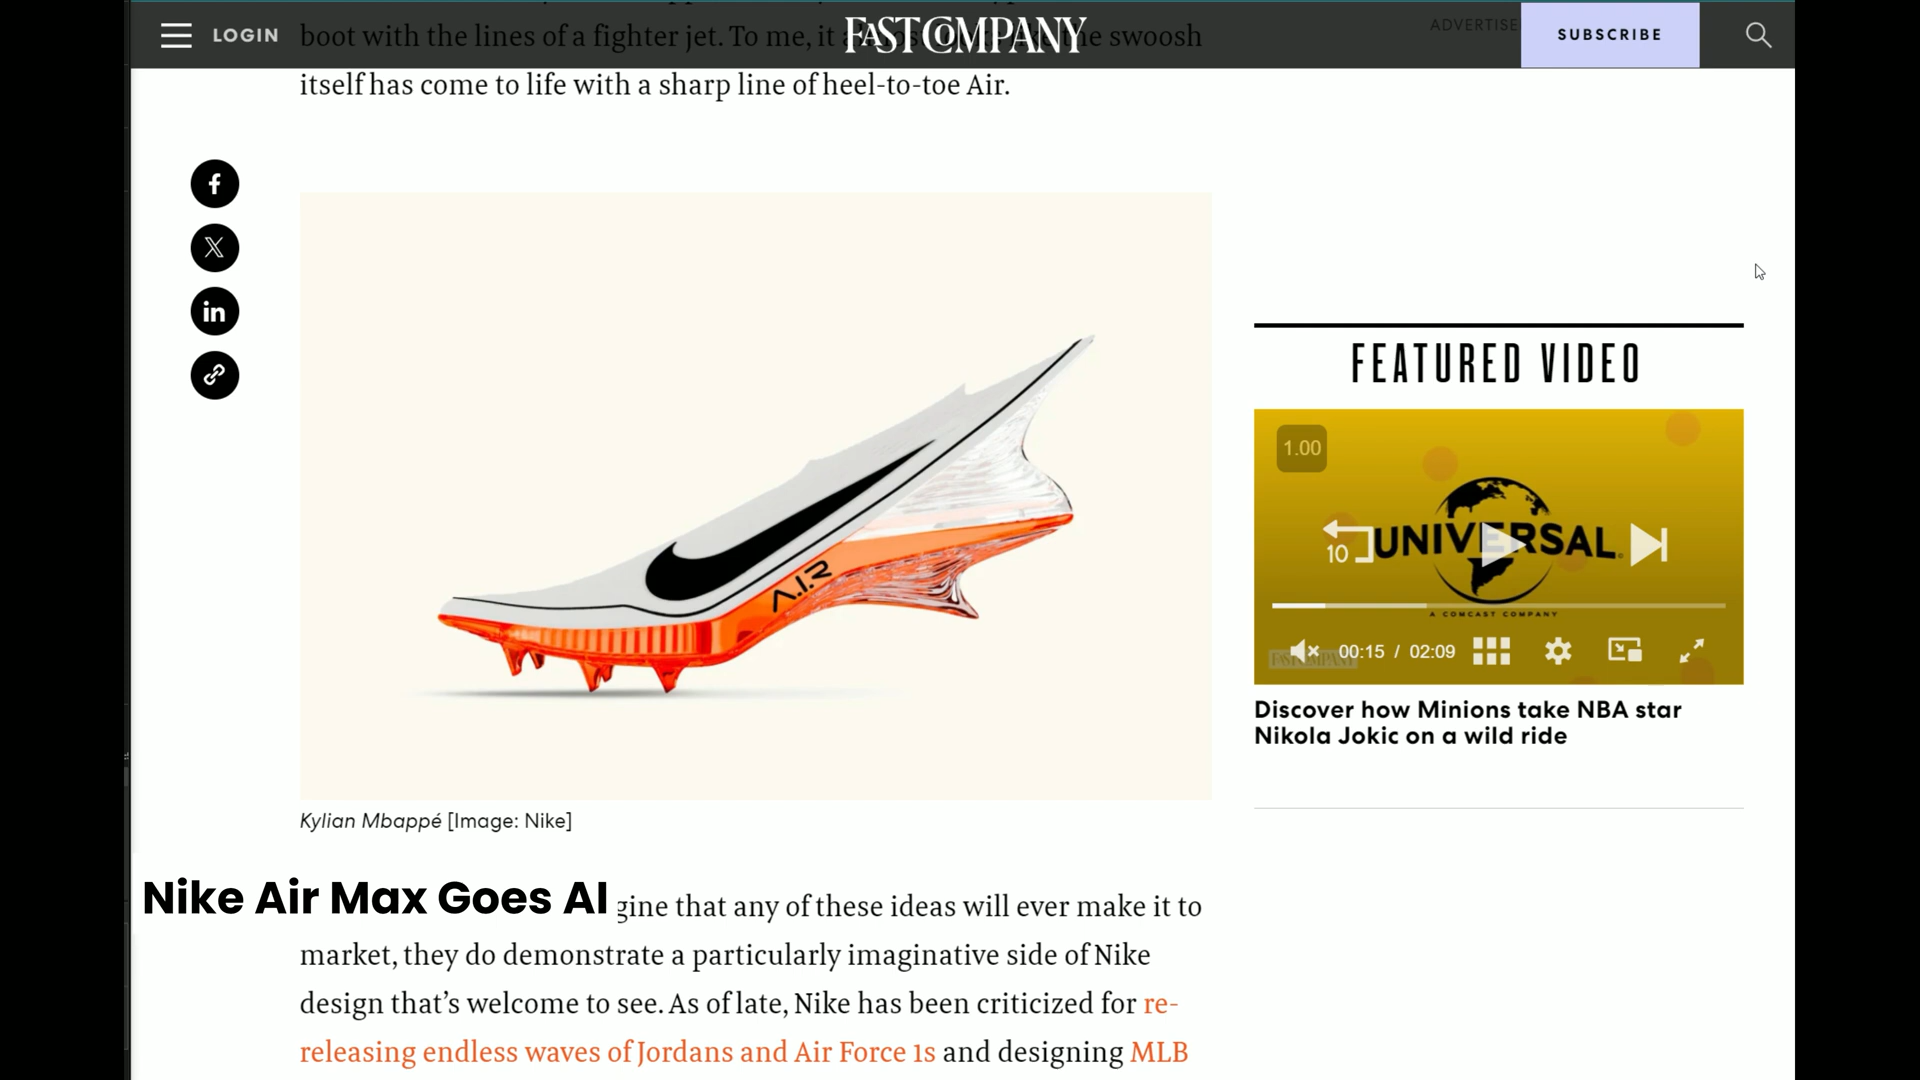 LOGIN
FAST COMPANY
ADVERTISE
SUBSCRIBE
boot with the lines of a fighter jet. To me, it swoosh
itself has come to life with a sharp line of heel-to-toe Air.
f
X
in
A.I.R
Kylian Mbappé [Image: Nike]
FEATURED VIDEO
1.00
10
UNIVERSAL
A COMCAST COMPANY
FAST COMPANY
00:15 / 02:09
Discover how Minions take NBA star
Nikola Jokic on a wild ride
Nike Air Max Goes AI
gine that any of these ideas will ever make it to
market, they do demonstrate a particularly imaginative side of Nike
design that’s welcome to see. As of late, Nike has been criticized for re-
releasing endless waves of Jordans and Air Force 1s and designing MLB